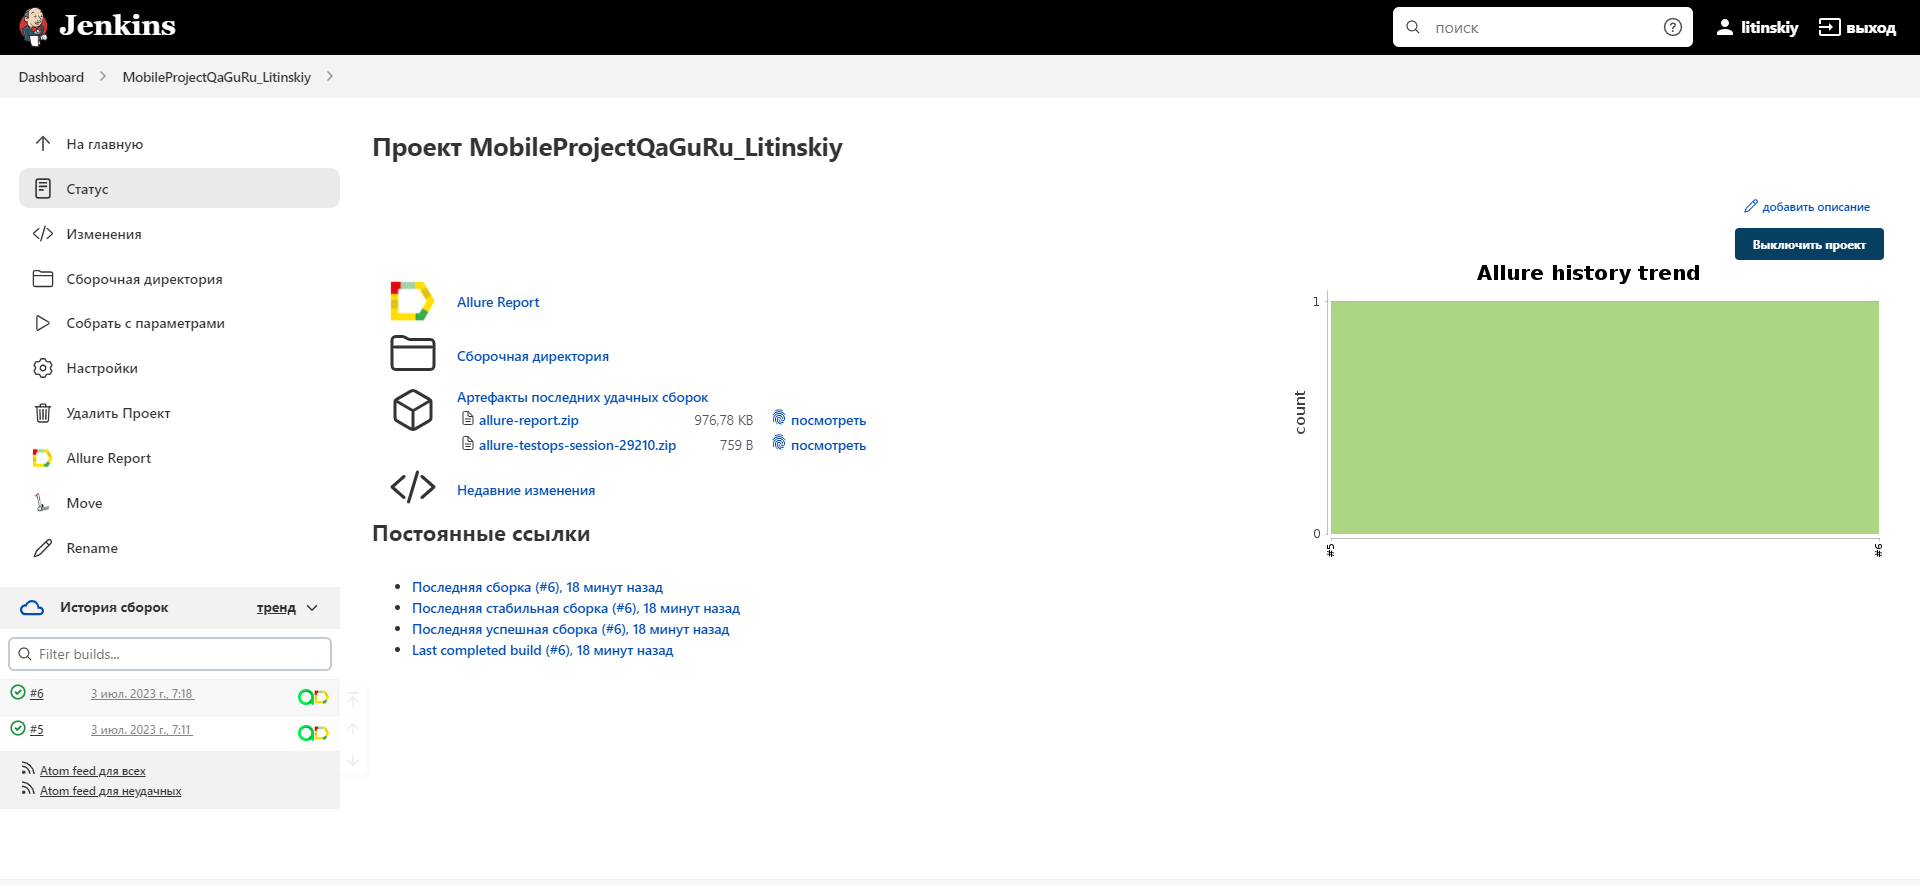 Jenkins
поиск
litinskiy
выход
Dashboard
MobileProjectQaGuRu_Litinskiy
На главную
Статус
Изменения
Сборочная директория
Собрать с параметрами
Настройки
Удалить Проект
Allure Report
Move
Rename
История сборок
тренд
Filter builds...
#6 3 июл. 2023 г., 7:18
#5 3 июл. 2023 г., 7:11
Atom feed для всех
Atom feed для неудачных
Проект MobileProjectQaGuRu_Litinskiy
добавить описание
Выключить проект
Allure Report
Сборочная директория
Артефакты последних удачных сборок
allure-report.zip 976,78 KB посмотреть
allure-testops-session-29210.zip 759 B посмотреть
Недавние изменения
Постоянные ссылки
Последняя сборка (#6), 18 минут назад
Последняя стабильная сборка (#6), 18 минут назад
Последняя успешная сборка (#6), 18 минут назад
Last completed build (#6), 18 минут назад
Allure history trend
1
count
0
#5
#6